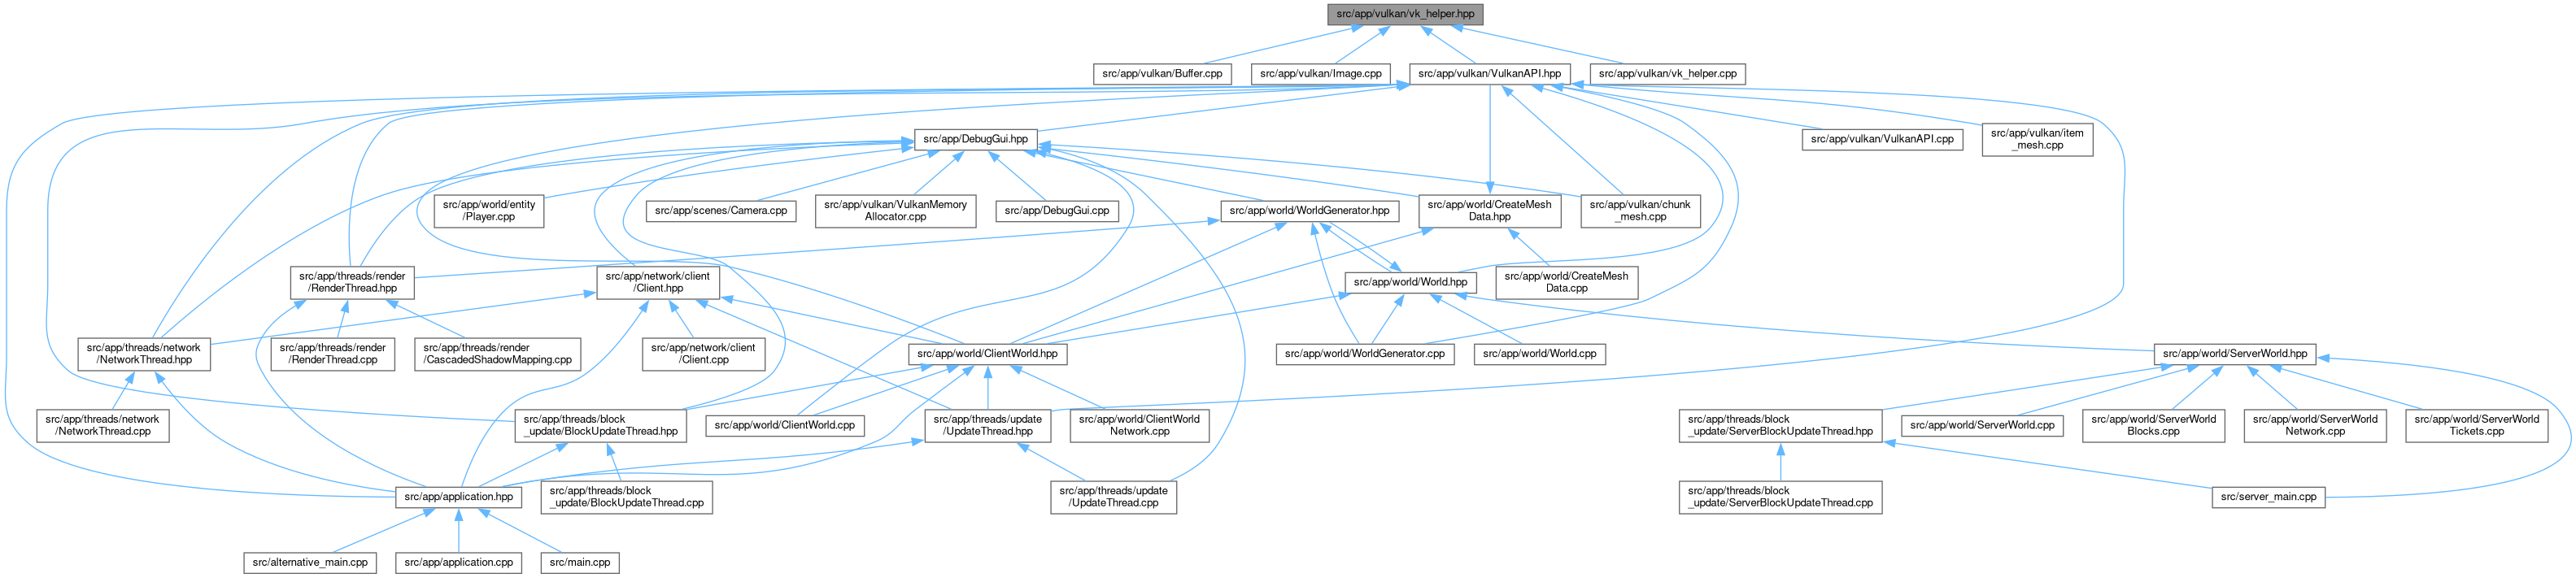 src/app/vulkan/vk_helper.hpp
src/app/vulkan/Buffer.cpp
src/app/vulkan/Image.cpp
src/app/vulkan/VulkanAPI.hpp
src/app/vulkan/vk_helper.cpp
src/app/DebugGui.hpp
src/app/vulkan/VulkanAPI.cpp
src/app/vulkan/item
_mesh.cpp
src/app/world/entity
/Player.cpp
src/app/scenes/Camera.cpp
src/app/vulkan/VulkanMemory
Allocator.cpp
src/app/DebugGui.cpp
src/app/world/WorldGenerator.hpp
src/app/world/CreateMesh
Data.hpp
src/app/vulkan/chunk
_mesh.cpp
src/app/threads/render
/RenderThread.hpp
src/app/network/client
/Client.hpp
src/app/world/World.hpp
src/app/world/CreateMesh
Data.cpp
src/app/threads/network
/NetworkThread.hpp
src/app/threads/render
/RenderThread.cpp
src/app/threads/render
/CascadedShadowMapping.cpp
src/app/network/client
/Client.cpp
src/app/world/ClientWorld.hpp
src/app/world/WorldGenerator.cpp
src/app/world/World.cpp
src/app/world/ServerWorld.hpp
src/app/threads/network
/NetworkThread.cpp
src/app/threads/block
_update/BlockUpdateThread.hpp
src/app/world/ClientWorld.cpp
src/app/threads/update
/UpdateThread.hpp
src/app/world/ClientWorld
Network.cpp
src/app/threads/block
_update/ServerBlockUpdateThread.hpp
src/app/world/ServerWorld.cpp
src/app/world/ServerWorld
Blocks.cpp
src/app/world/ServerWorld
Network.cpp
src/app/world/ServerWorld
Tickets.cpp
src/app/application.hpp
src/app/threads/block
_update/BlockUpdateThread.cpp
src/app/threads/update
/UpdateThread.cpp
src/app/threads/block
_update/ServerBlockUpdateThread.cpp
src/server_main.cpp
src/alternative_main.cpp
src/app/application.cpp
src/main.cpp